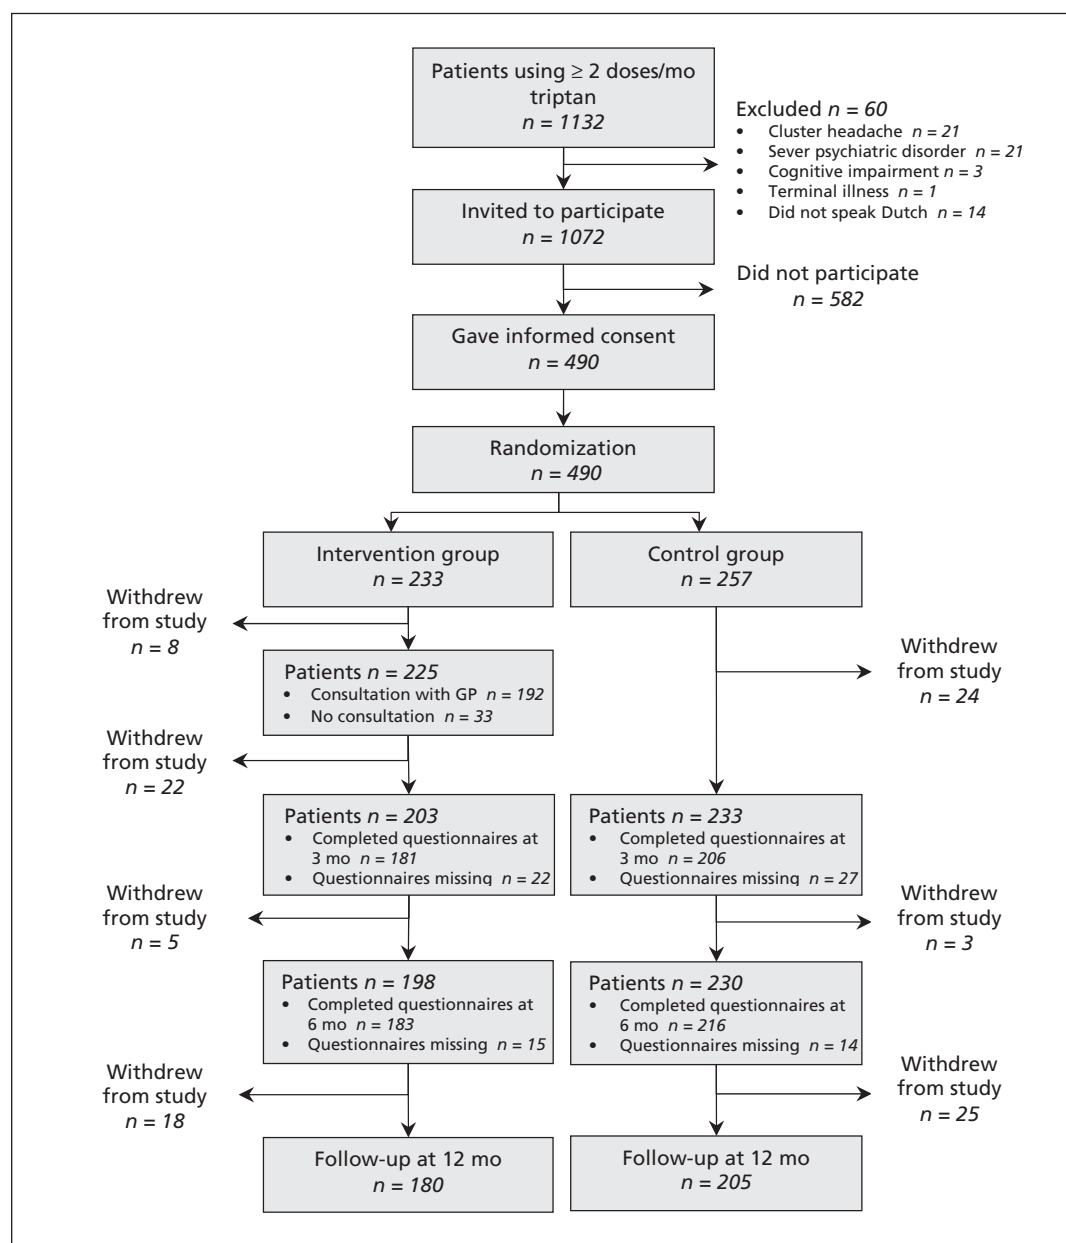 Patients using ≥ 2 doses/mo
triptan
n = 1132
Excluded n = 60
• Cluster headache n = 21
• Sever psychiatric disorder n = 21
• Cognitive impairment n = 3
• Terminal illness n = 1
• Did not speak Dutch n = 14
Invited to participate
n = 1072
Did not participate
n = 582
Gave informed consent
n = 490
Randomization
n = 490
Intervention group
n = 233
Control group
n = 257
Withdrew
from study
n = 8
Withdrew
from study
n = 24
Patients n = 225
• Consultation with GP n = 192
• No consultation n = 33
Withdrew
from study
n = 22
Patients n = 203
• Completed questionnaires at
3 mo n = 181
• Questionnaires missing n = 22
Patients n = 233
• Completed questionnaires at
3 mo n = 206
• Questionnaires missing n = 27
Withdrew
from study
n = 5
Withdrew
from study
n = 3
Patients n = 198
• Completed questionnaires at
6 mo n = 183
• Questionnaires missing n = 15
Patients n = 230
• Completed questionnaires at
6 mo n = 216
• Questionnaires missing n = 14
Withdrew
from study
n = 18
Withdrew
from study
n = 25
Follow-up at 12 mo
n = 180
Follow-up at 12 mo
n = 205